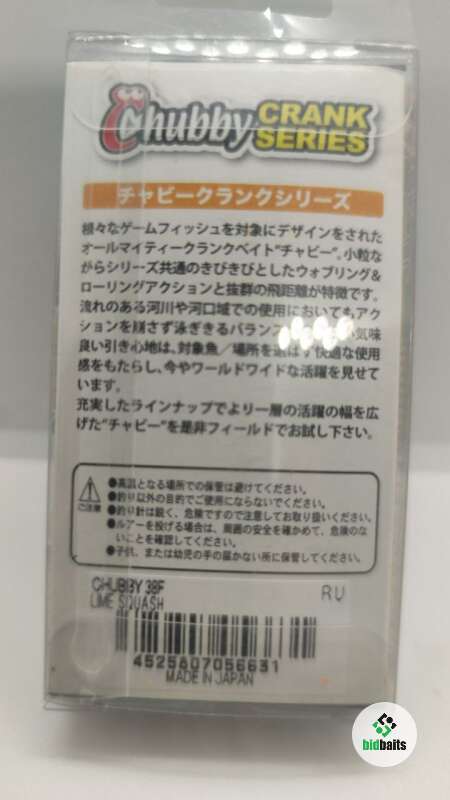 Chubby CRANK
SERIES
チャビークランクシリーズ
様々なゲームフィッシュを対象にデザインをされた
オールマイティークランクベイト“チャビー”。小粒な
がらシリーズ共通のきびきびとしたウォブリング&
ローリングアクションと抜群の飛距離が特徴です。
流れのある河川や河口域での使用においてもアク
ションを崩さず泳ぎきるバランス 気味
良い引き心地は、対象魚／場所を選ばず快適な使用
感をもたらし、今やワールドワイドな活躍を見せて
います。
充実したラインナップでより一層の活躍の幅を広
げた“チャビー”を是非フィールドでお試し下さい。
ご注意
●高温となる場所での保管は避けてください。
●釣り以外の目的でご使用にならないでください。
●釣り針は鋭く、危険ですので注意してお取り扱いください。
●ルアーを投げる場合は、周囲の安全を確かめて、危険のな
いことを確認してください。
●子供、または幼児の手の届かない所に保管してください。
CHUBBY 38F RU
LIME SQUASH
4525807056631
MADE IN JAPAN
bidbaits